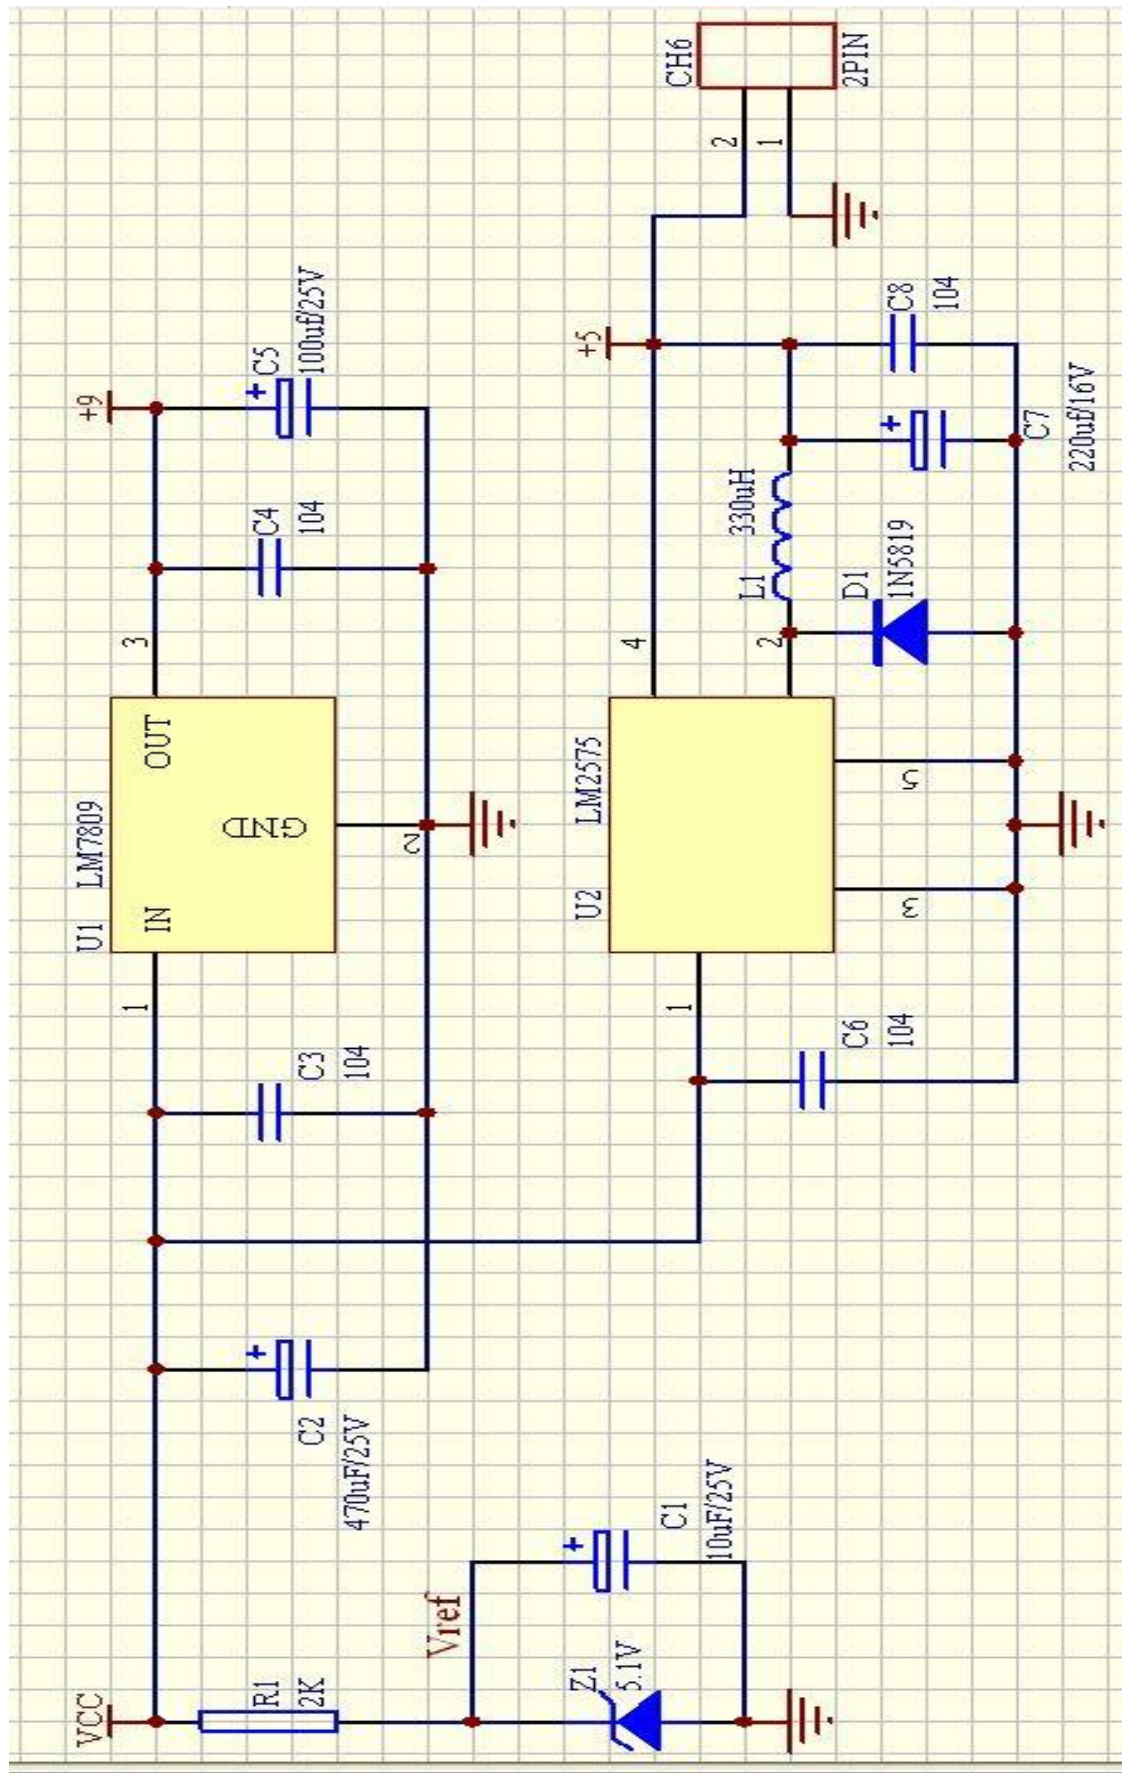 VCC
R1
2K
Vref
Z1
5.1V
C1
10uF/25V
C2
470uF/25V
C3
104
1
U1
LM7809
IN
OUT
GND
2
3
C4
104
+9
C5
100uf/25V
C6
104
1
U2
LM2575
3
5
4
2
L1
330uH
D1
1N5819
+5
C7
220uf/16V
C8
104
2
1
CH6
2PIN